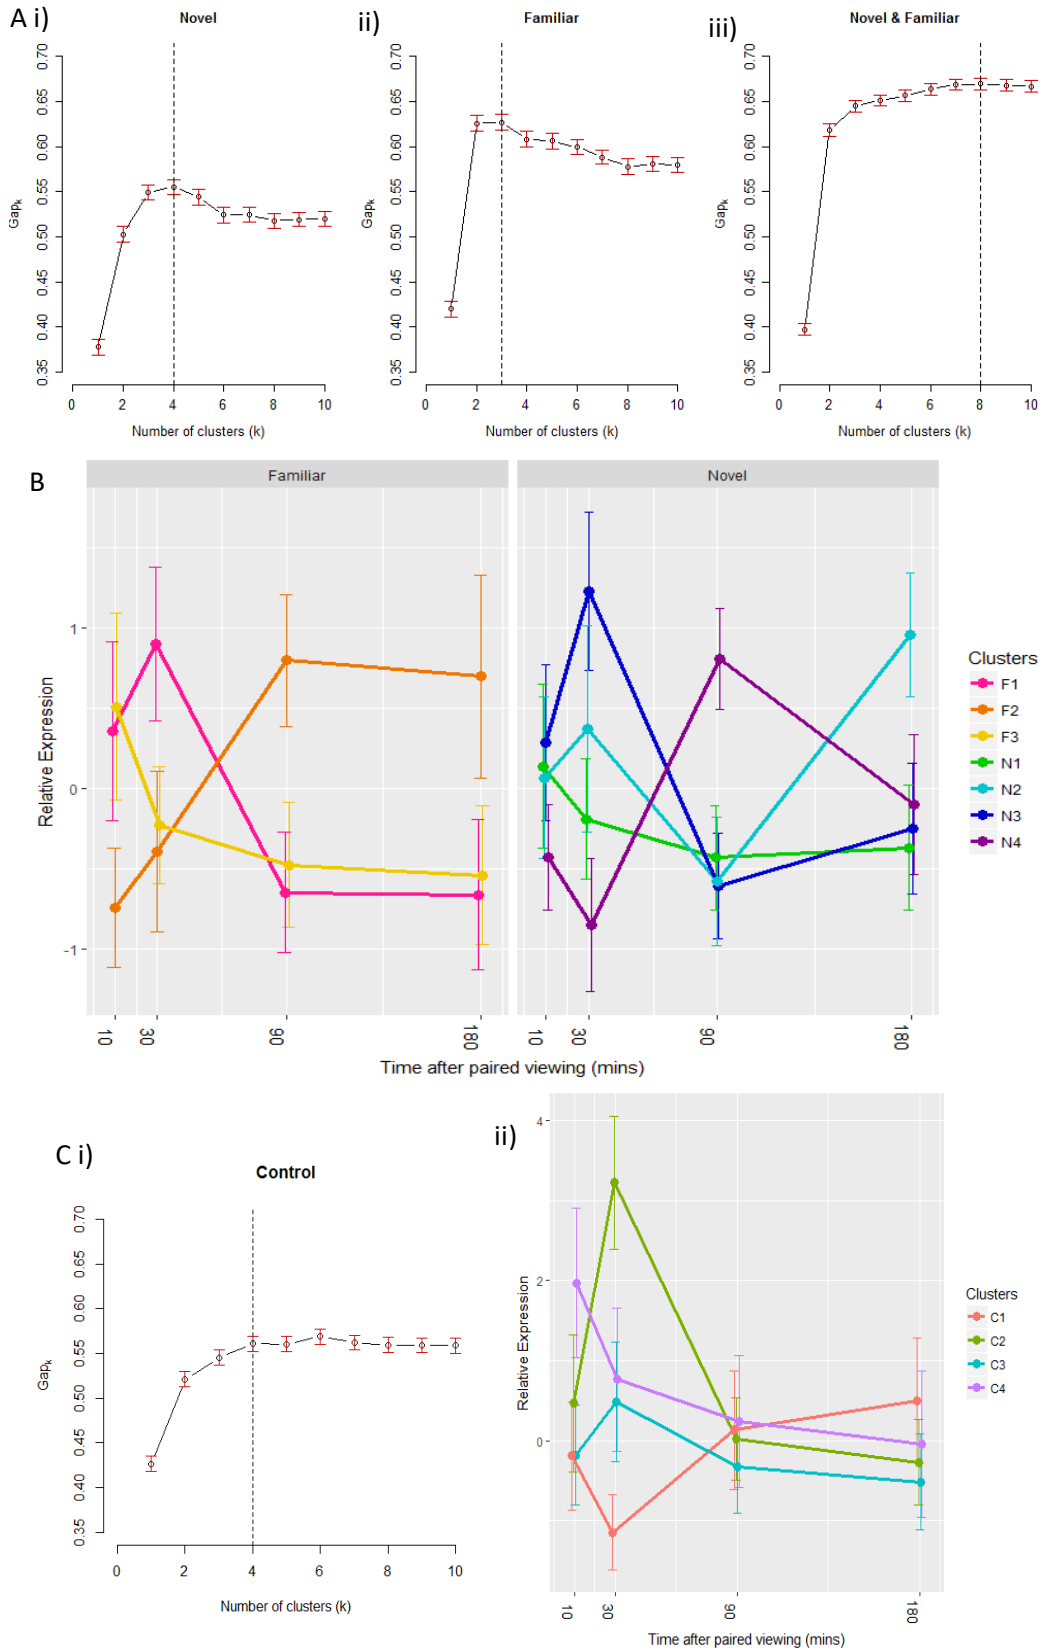 A i)
Novel
ii)
Familiar
iii)
Novel & Familiar
Gapk
0.35 0.40 0.45 0.50 0.55 0.60 0.65 0.70
0 2 4 6 8 10
Number of clusters (k)
Gapk
0.35 0.40 0.45 0.50 0.55 0.60 0.65 0.70
0 2 4 6 8 10
Number of clusters (k)
Gapk
0.35 0.40 0.45 0.50 0.55 0.60 0.65 0.70
0 2 4 6 8 10
Number of clusters (k)
B
Familiar
Novel
Relative Expression
1
0
-1
10 30 90 180
10 30 90 180
Time after paired viewing (mins)
Clusters
F1
F2
F3
N1
N2
N3
N4
C i)
Control
Gapk
0.35 0.40 0.45 0.50 0.55 0.60 0.65 0.70
0 2 4 6 8 10
Number of clusters (k)
ii)
Relative Expression
4
2
0
10 30 90 180
Time after paired viewing (mins)
Clusters
C1
C2
C3
C4